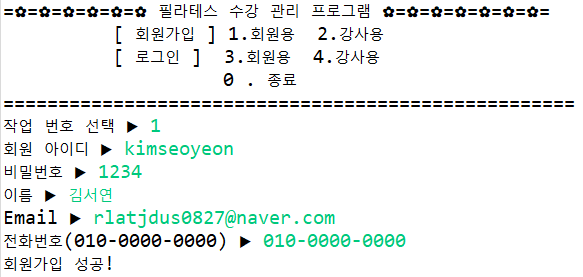 =✿=✿=✿=✿=✿=✿ 필라테스 수강 관리 프로그램 ✿=✿=✿=✿=✿=✿=✿=
[ 회원가입 ] 1.회원용 2.강사용
[ 로그인 ] 3.회원용 4.강사용
0 . 종료
====================================================
작업 번호 선택 ▶ 1
회원 아이디 ▶ kimseoyeon
비밀번호 ▶ 1234
이름 ▶ 김서연
Email ▶ rlatjdus0827@naver.com
전화번호(010-0000-0000) ▶ 010-0000-0000
회원가입 성공!